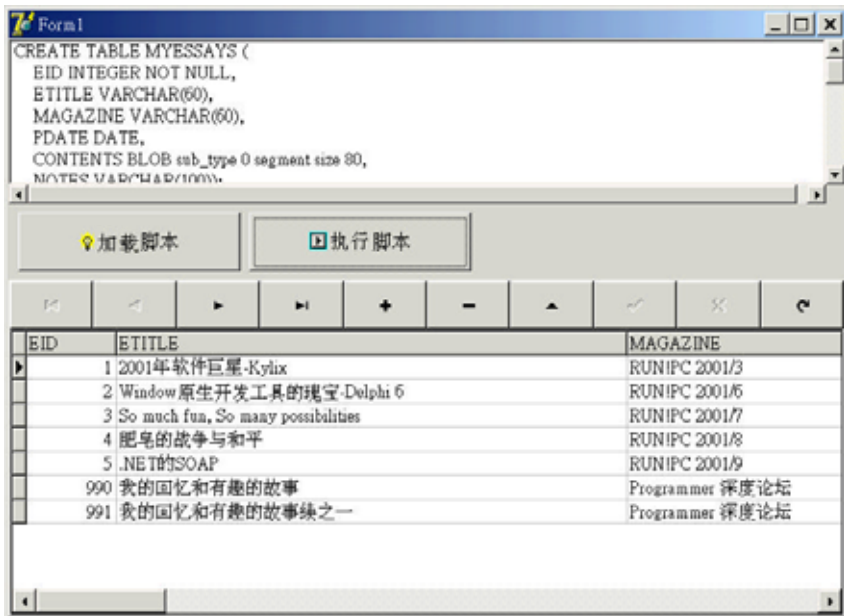 Form1
CREATE TABLE MYESSAYS (
EID INTEGER NOT NULL,
ETITLE VARCHAR(60),
MAGAZINE VARCHAR(60),
PDATE DATE,
CONTENTS BLOB sub_type 0 segment size 80,
NOTES VARCHAR(100));
加载脚本 执行脚本
EID ETITLE MAGAZINE
1 2001年软件巨星-Kylix RUN!PC 2001/3
2 Window原生开发工具的瑰宝-Delphi 6 RUN!PC 2001/6
3 So much fun, So many possibilities RUN!PC 2001/7
4 肥皂的战争与和平 RUN!PC 2001/8
5 .NET的SOAP RUN!PC 2001/9
990 我的回忆和有趣的故事 Programmer 深度论坛
991 我的回忆和有趣的故事续之一 Programmer 深度论坛